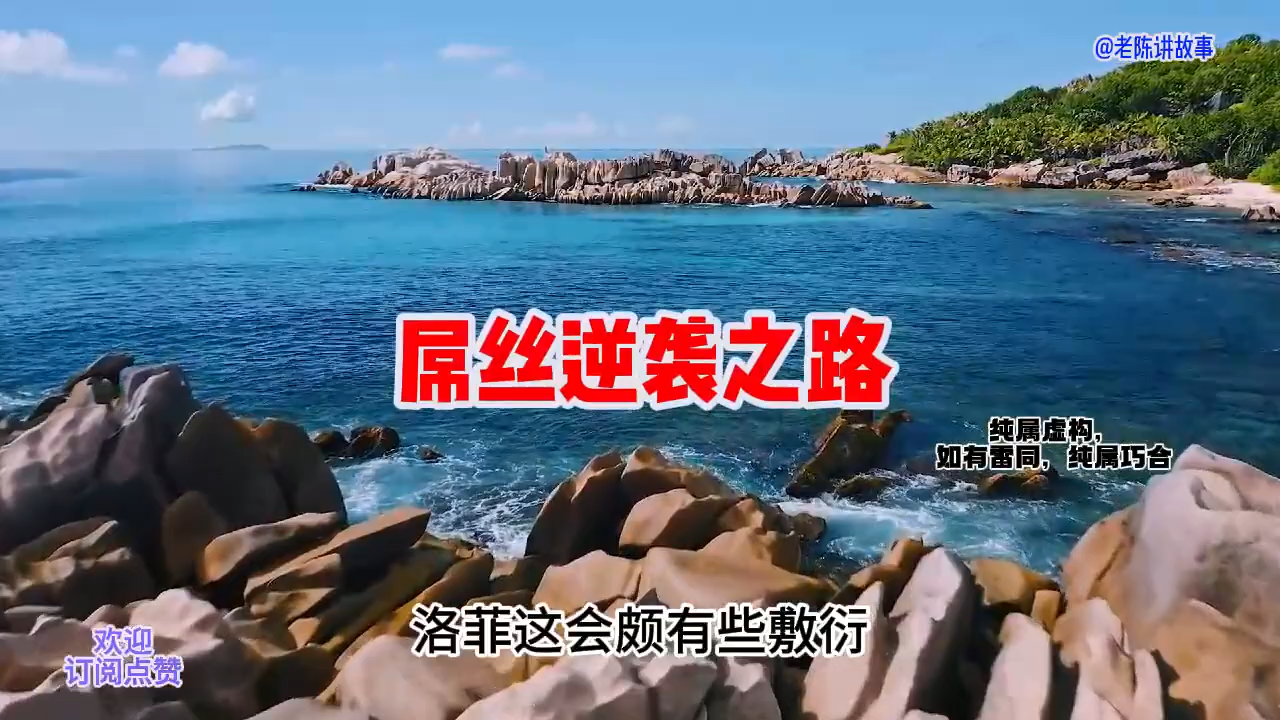 @老陈讲故事
屌丝逆袭之路
纯属虚构，
如有雷同，纯属巧合
洛菲这会颇有些敷衍
欢迎
订阅点赞